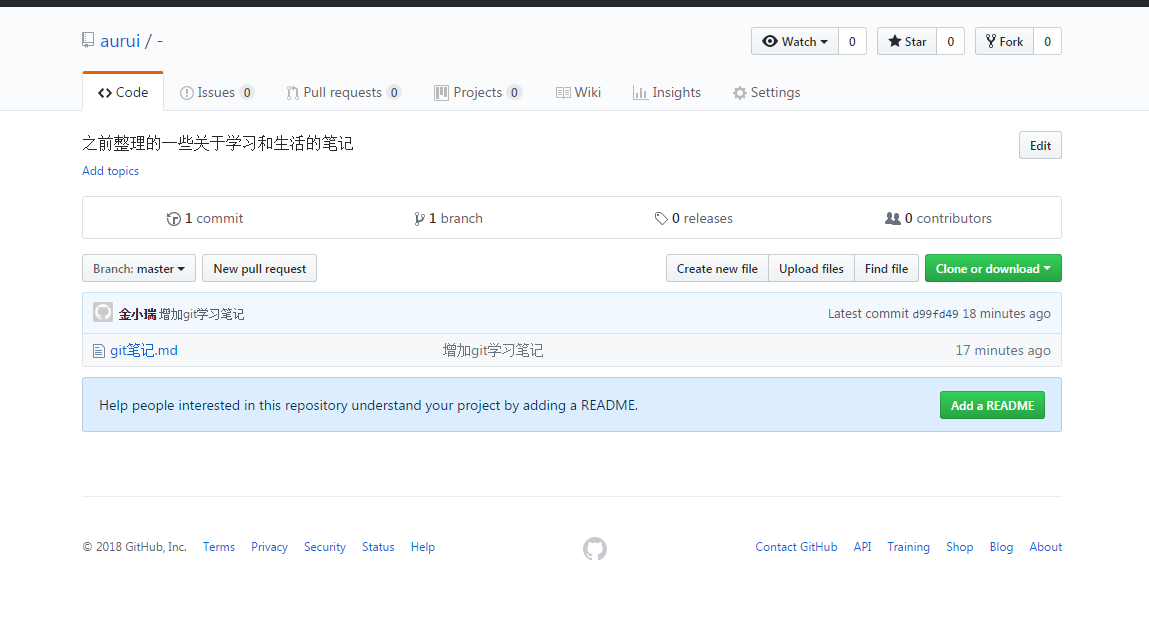 aurui / -
Watch 0 Star 0 Fork 0
Code Issues 0 Pull requests 0 Projects 0 Wiki Insights Settings
之前整理的一些关于学习和生活的笔记
Edit
Add topics
1 commit 1 branch 0 releases 0 contributors
Branch: master New pull request Create new file Upload files Find file Clone or download
金小瑞 增加git学习笔记 Latest commit d99fd49 18 minutes ago
git笔记.md 增加git学习笔记 17 minutes ago
Help people interested in this repository understand your project by adding a README. Add a README
© 2018 GitHub, Inc. Terms Privacy Security Status Help Contact GitHub API Training Shop Blog About